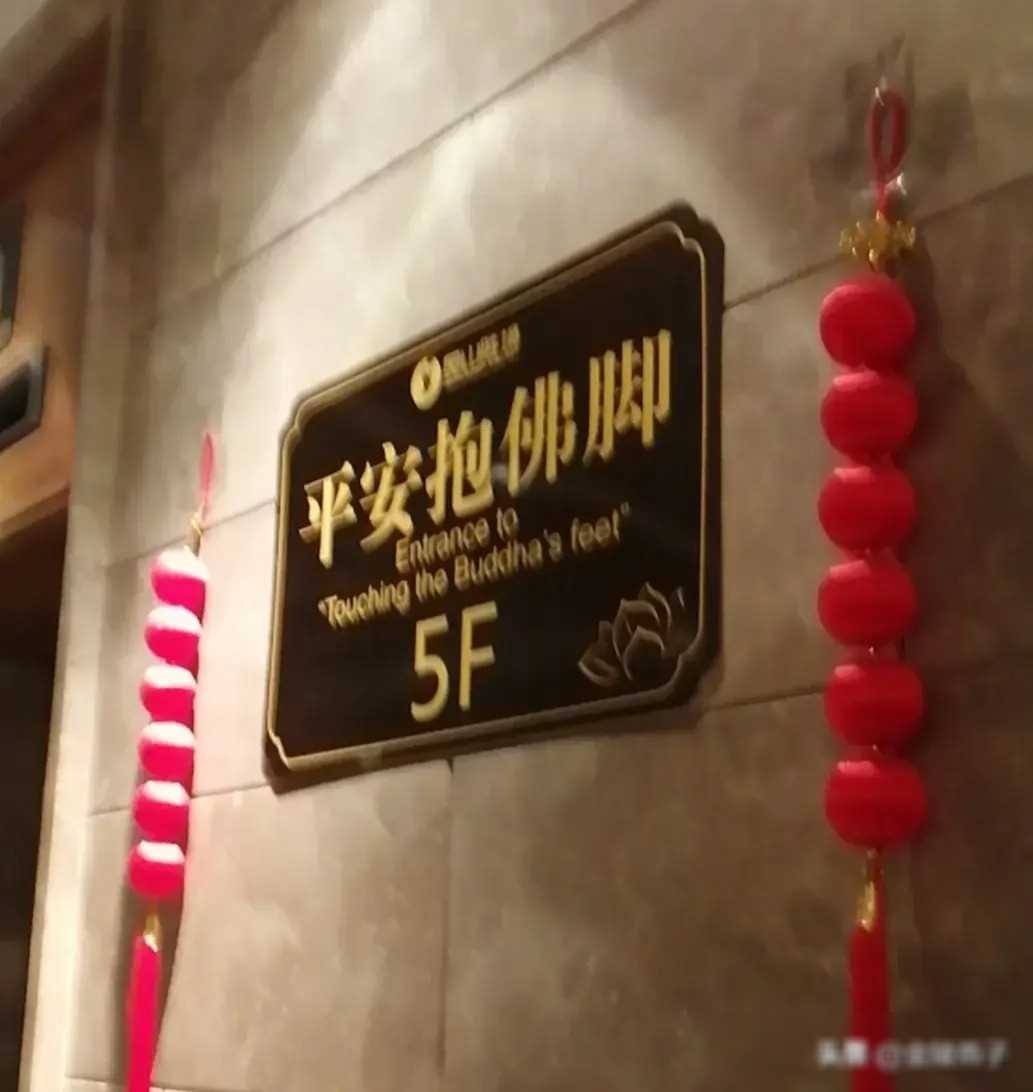 平安抱佛脚
Entrance to
"Touching the Buddha's feet"
5F